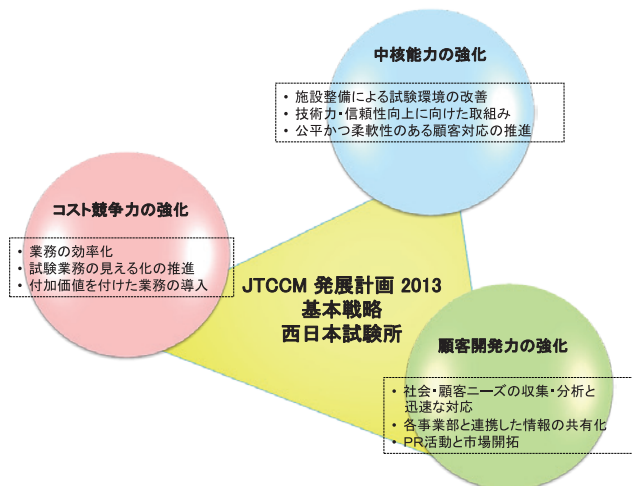 中核能力の強化
• 施設整備による試験環境の改善
• 技術力・信頼性向上に向けた取組み
• 公平かつ柔軟性のある顧客対応の推進
コスト競争力の強化
• 業務の効率化
• 試験業務の見える化の推進
• 付加価値を付けた業務の導入
JTCCM 発展計画 2013
基本戦略
西日本試験所
顧客開発力の強化
• 社会・顧客ニーズの収集・分析と
迅速な対応
• 各事業部と連携した情報の共有化
• PR活動と市場開拓